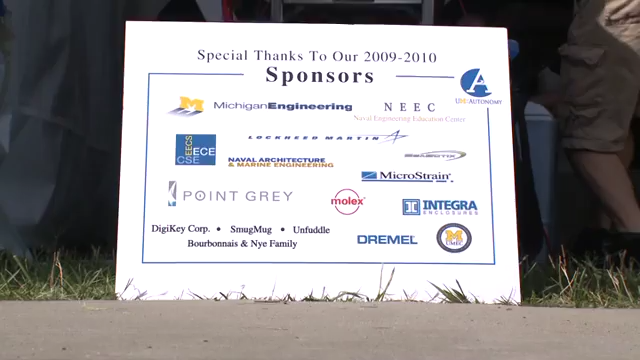 Special Thanks To Our 2009-2010
Sponsors
A
UM::AUTONOMY
M MichiganEngineering
NEEC
Naval Engineering Education Center
EECS
ECE
CSE
LOCKHEED MARTIN
NAVAL ARCHITECTURE
& MARINE ENGINEERING
MicroStrain
POINT GREY
molex
INTEGRA
ENCLOSURES
DigiKey Corp. • SmugMug • Unfuddle
Bourbonnais & Nye Family
DREMEL
M
UMEC